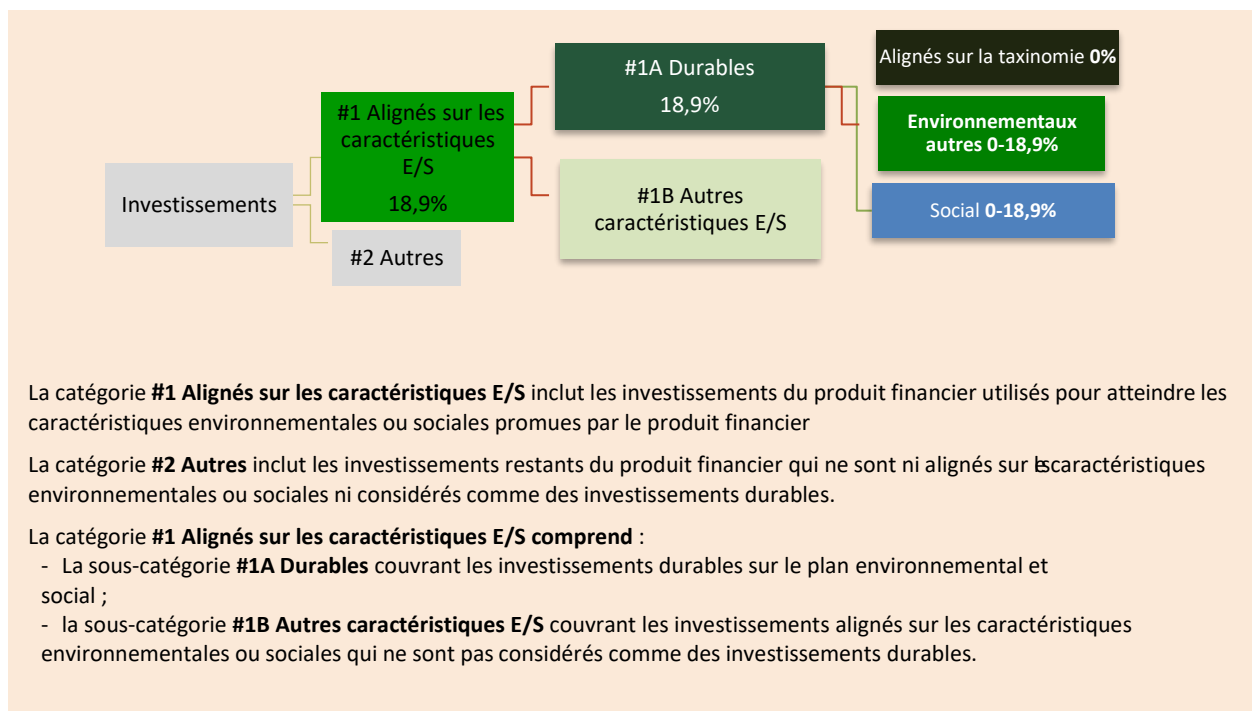 Investissements
#1 Alignés sur les
caractéristiques
E/S
18,9%
#2 Autres
#1A Durables
18,9%
#1B Autres
caractéristiques E/S
Alignés sur la taxinomie 0%
Environnementaux
autres 0-18,9%
Social 0-18,9%
La catégorie #1 Alignés sur les caractéristiques E/S inclut les investissements du produit financier utilisés pour atteindre les
caractéristiques environnementales ou sociales promues par le produit financier
La catégorie #2 Autres inclut les investissements restants du produit financier qui ne sont ni alignés sur les caractéristiques
environnementales ou sociales ni considérés comme des investissements durables.
La catégorie #1 Alignés sur les caractéristiques E/S comprend :
- La sous-catégorie #1A Durables couvrant les investissements durables sur le plan environnemental et
social ;
- la sous-catégorie #1B Autres caractéristiques E/S couvrant les investissements alignés sur les caractéristiques
environnementales ou sociales qui ne sont pas considérés comme des investissements durables.